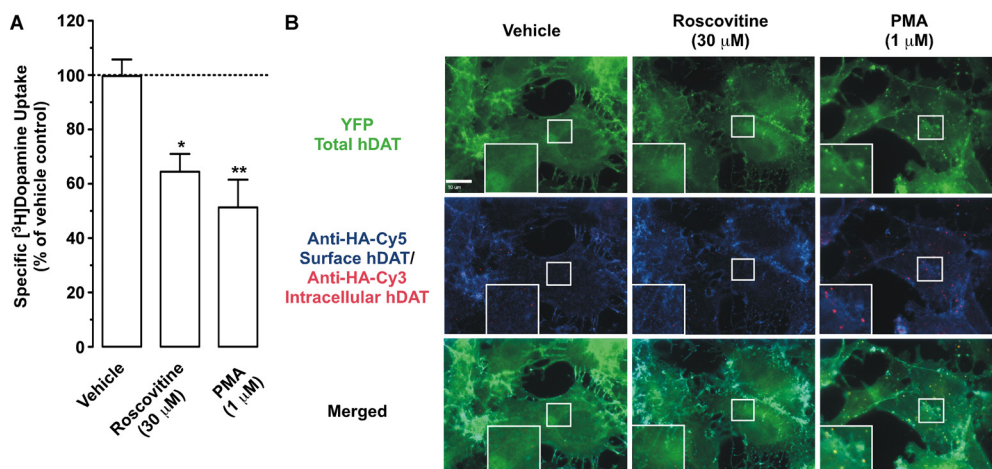 A
Specific [³H]Dopamine Uptake
(% of vehicle control)
120
100
80
60
40
20
0
*
**
Vehicle
Roscovitine
(30 μM)
PMA
(1 μM)
B
Vehicle
Roscovitine
(30 μM)
PMA
(1 μM)
YFP
Total hDAT
10 um
Anti-HA-Cy5
Surface hDAT/
Anti-HA-Cy3
Intracellular hDAT
Merged